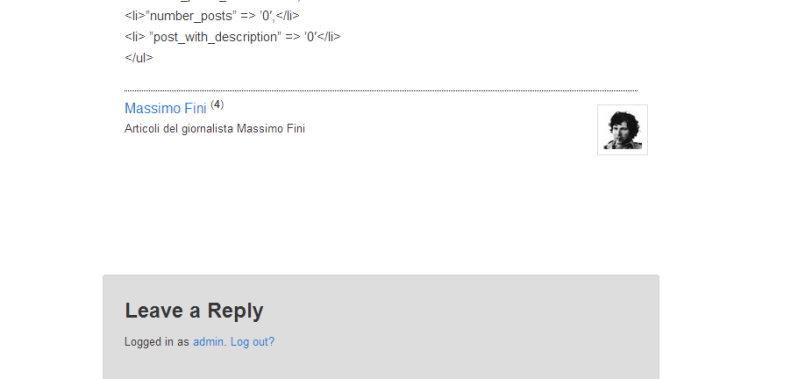 <li>”number_posts” => ’0′,</li>
<li> ”post_with_description” => ’0′</li>
</ul>
Massimo Fini (4)
Articoli del giornalista Massimo Fini
Leave a Reply
Logged in as admin. Log out?